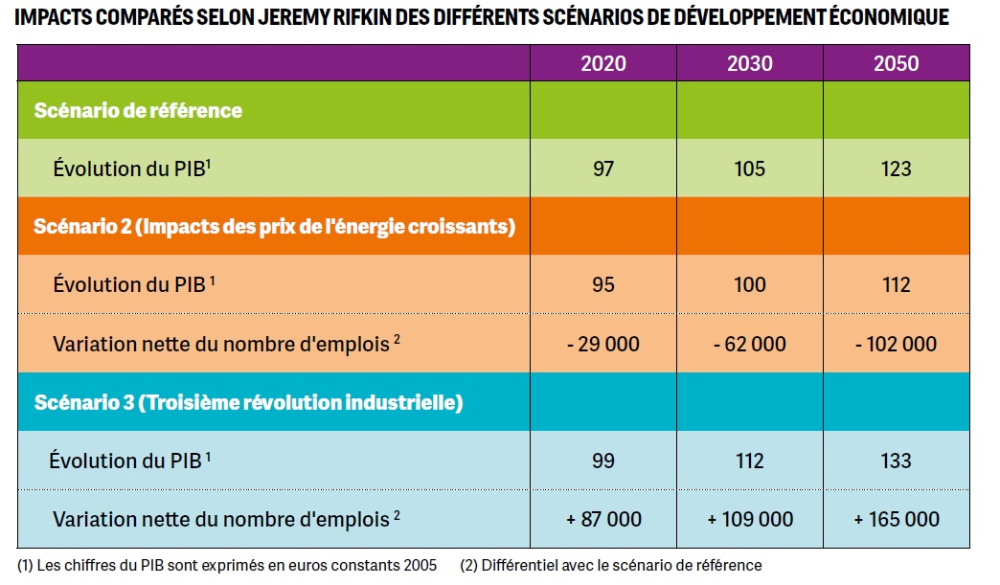 IMPACTS COMPARÉS SELON JEREMY RIFKIN DES DIFFÉRENTS SCÉNARIOS DE DÉVELOPPEMENT ÉCONOMIQUE
2020 2030 2050
Scénario de référence
Évolution du PIB¹ 97 105 123
Scénario 2 (Impacts des prix de l'énergie croissants)
Évolution du PIB ¹ 95 100 112
Variation nette du nombre d'emplois ² - 29 000 - 62 000 - 102 000
Scénario 3 (Troisième révolution industrielle)
Évolution du PIB ¹ 99 112 133
Variation nette du nombre d'emplois ² + 87 000 + 109 000 + 165 000
(1) Les chiffres du PIB sont exprimés en euros constants 2005 (2) Différentiel avec le scénario de référence